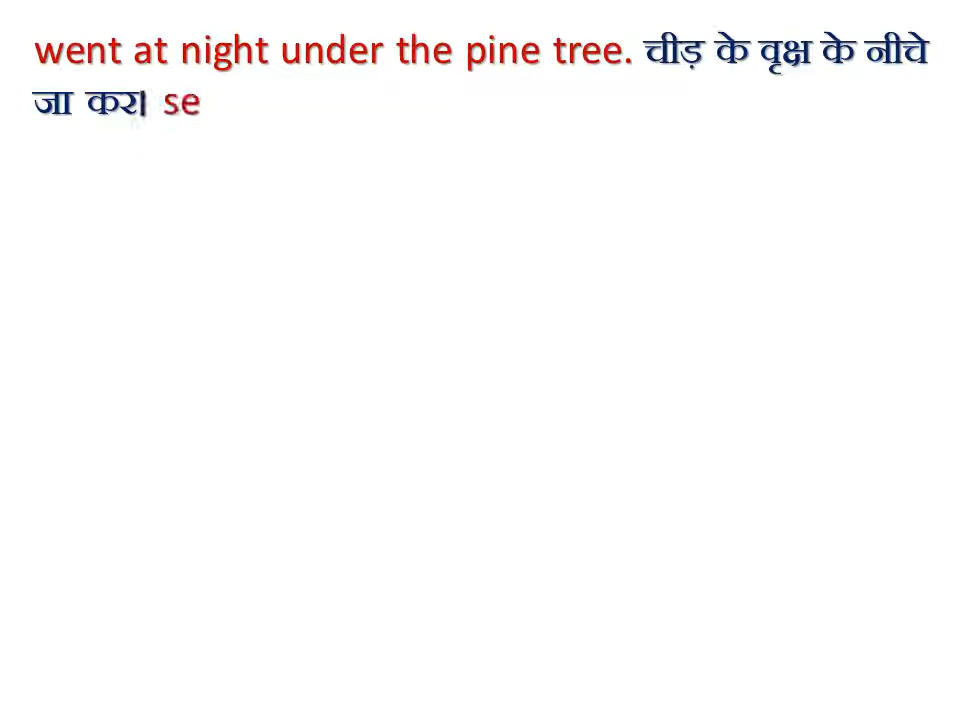 went at night under the pine tree. चीड़ के वृक्ष के नीचे
जा कर। se